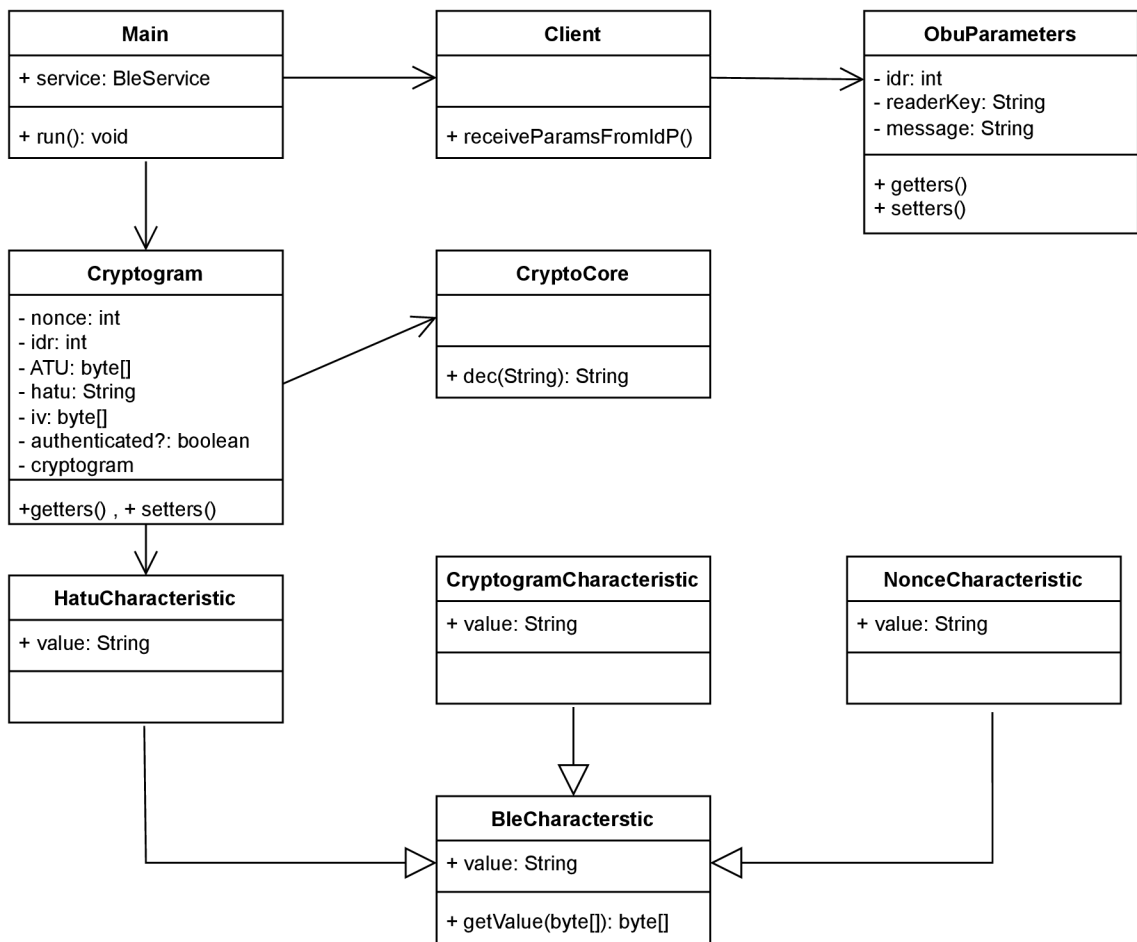 Main
+ service: BleService
+ run(): void
Client
+ receiveParamsFromIdP()
ObuParameters
- idr: int
- readerKey: String
- message: String
+ getters()
+ setters()
Cryptogram
- nonce: int
- idr: int
- ATU: byte[]
- hatu: String
- iv: byte[]
- authenticated?: boolean
- cryptogram
+getters() , + setters()
CryptoCore
+ dec(String): String
HatuCharacteristic
+ value: String
CryptogramCharacteristic
+ value: String
NonceCharacteristic
+ value: String
BleCharacterstic
+ value: String
+ getValue(byte[]): byte[]